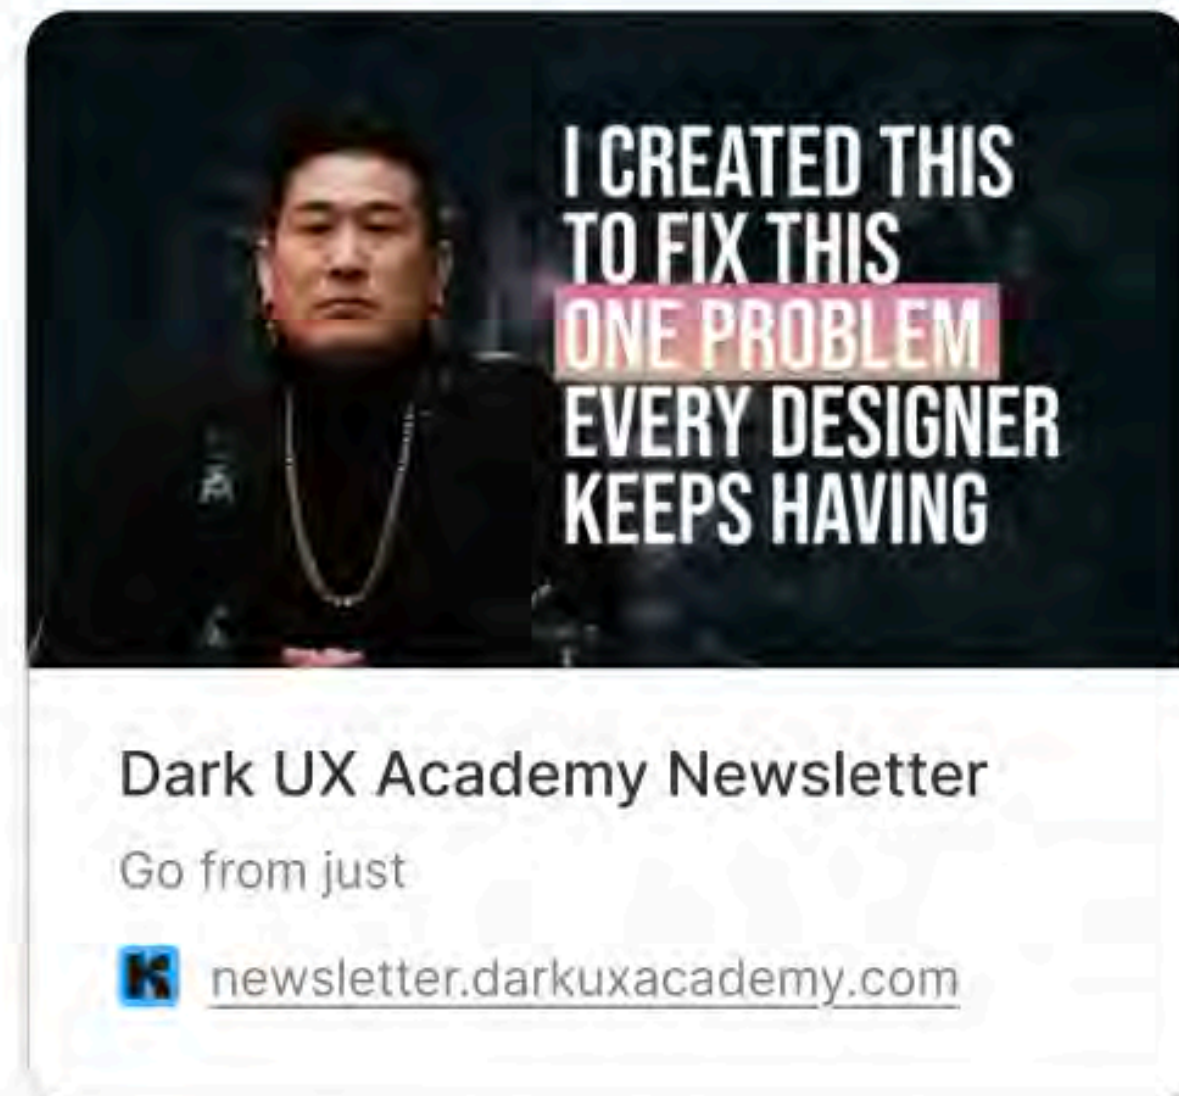 I CREATED THIS
TO FIX THIS
ONE PROBLEM
EVERY DESIGNER
KEEPS HAVING
Dark UX Academy Newsletter
Go from just
K newsletter.darkuxacademy.com